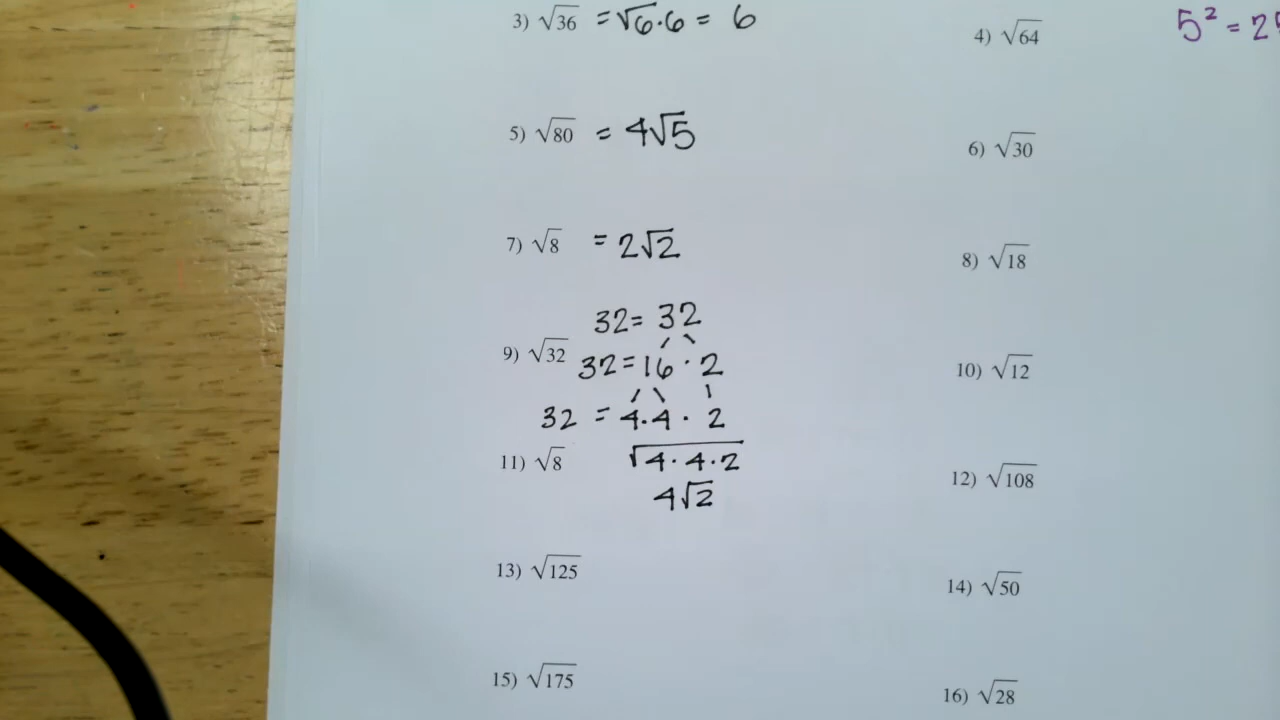 3) √36 = √6·6 = 6
4) √64
5² = 25
5) √80 = 4√5
6) √30
7) √8 = 2√2
8) √18
32 = 32
9) √32 32 = 16 · 2
10) √12
32 = 4·4 · 2
11) √8 √4·4·2
12) √108
4√2
13) √125
14) √50
15) √175
16) √28